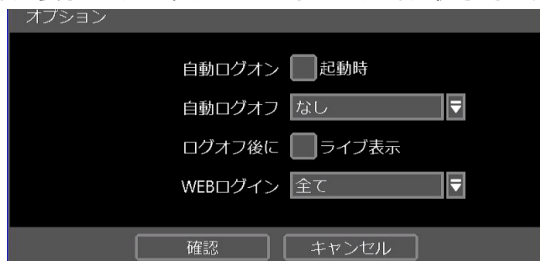 オプション
自動ログオン 起動時
自動ログオフ なし
ログオフ後に ライブ表示
WEBログイン 全て
確認 キャンセル